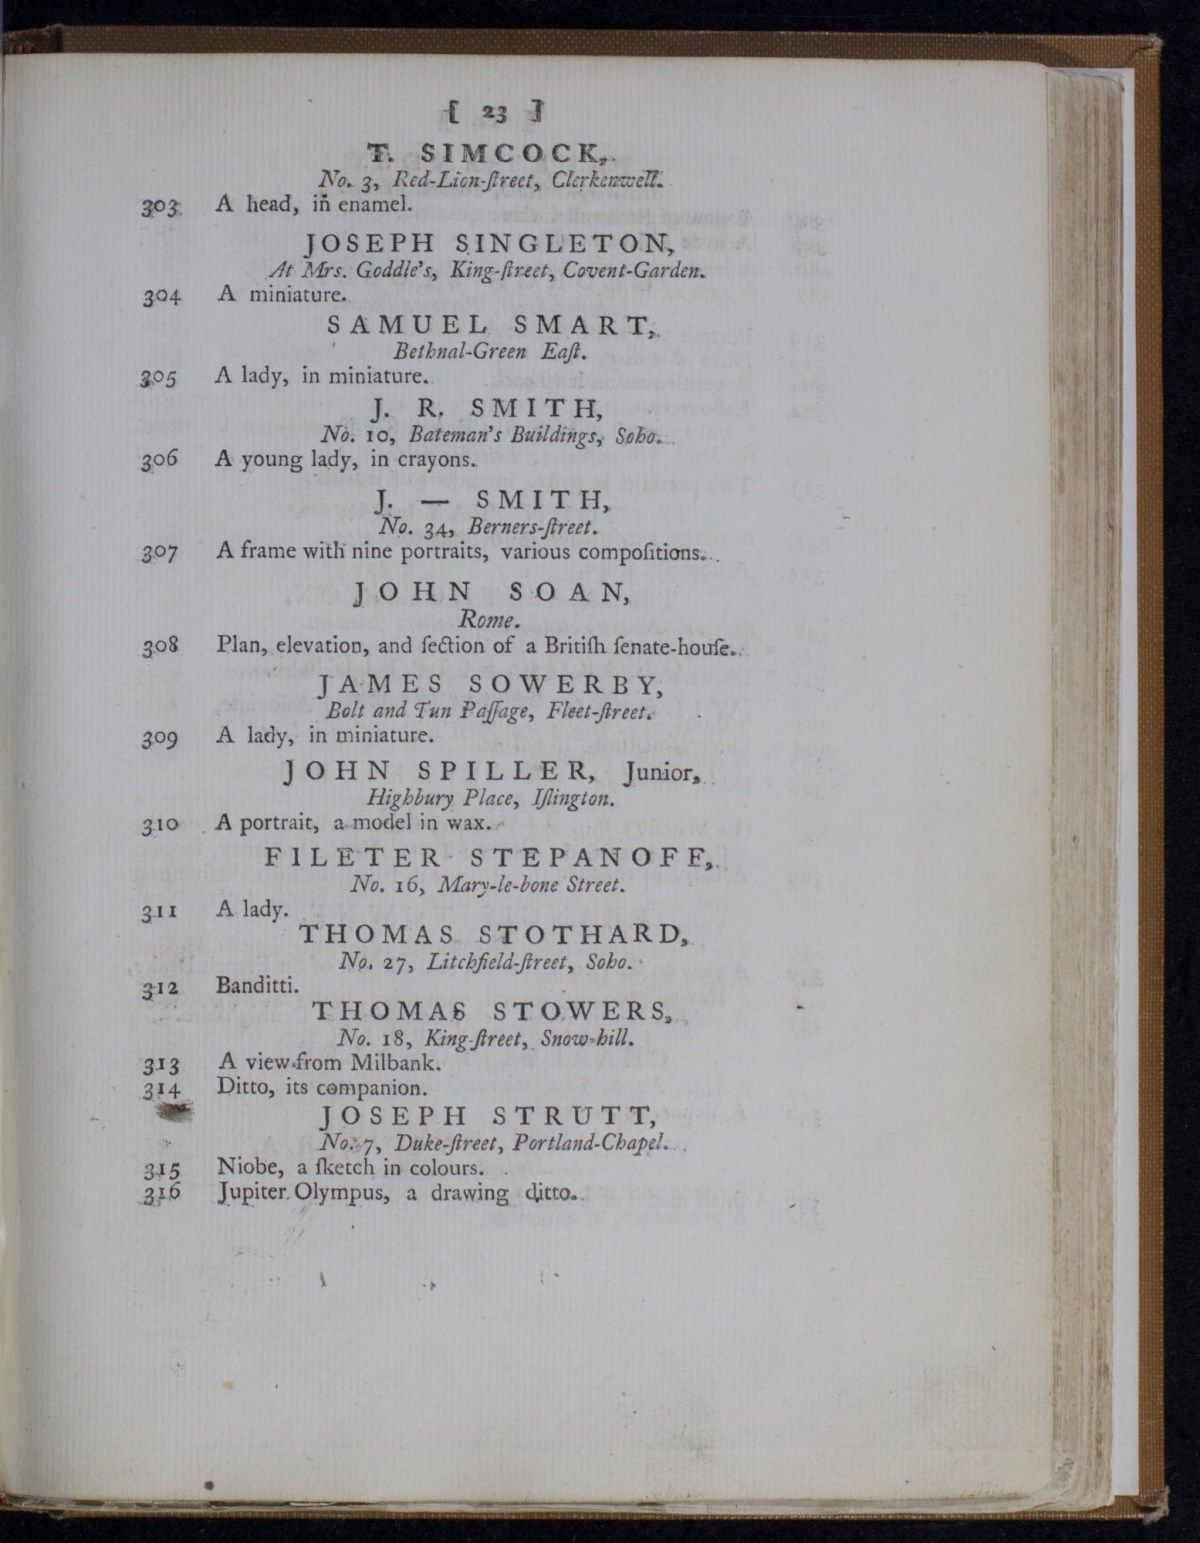 [ 23 ]
T. SIMCOCK,
No. 3, Red-Lion-ſtreet, Clerkenwell.
303 A head, in enamel.
JOSEPH SINGLETON,
At Mrs. Goddle's, King-ſtreet, Covent-Garden.
304 A miniature.
SAMUEL SMART,
Bethnal-Green Eaſt.
305 A lady, in miniature.
J. R. SMITH,
No. 10, Bateman's Buildings, Soho.
306 A young lady, in crayons.
J. — SMITH,
No. 34, Berners-ſtreet.
307 A frame with nine portraits, various compoſitions.
JOHN SOAN,
Rome.
308 Plan, elevation, and ſection of a Britiſh ſenate-houſe.
JAMES SOWERBY,
Bolt and Tun Paſſage, Fleet-ſtreet.
309 A lady, in miniature.
JOHN SPILLER, Junior,
Highbury Place, Iſlington.
310 A portrait, a model in wax.
FILETER STEPANOFF,
No. 16, Mary-le-bone Street.
311 A lady.
THOMAS STOTHARD,
No. 27, Litchfield-ſtreet, Soho.
312 Banditti.
THOMAS STOWERS,
No. 18, King-ſtreet, Snow-hill.
313 A view from Milbank.
314 Ditto, its companion.
JOSEPH STRUTT,
No. 7, Duke-ſtreet, Portland-Chapel.
315 Niobe, a ſketch in colours.
316 Jupiter Olympus, a drawing ditto.